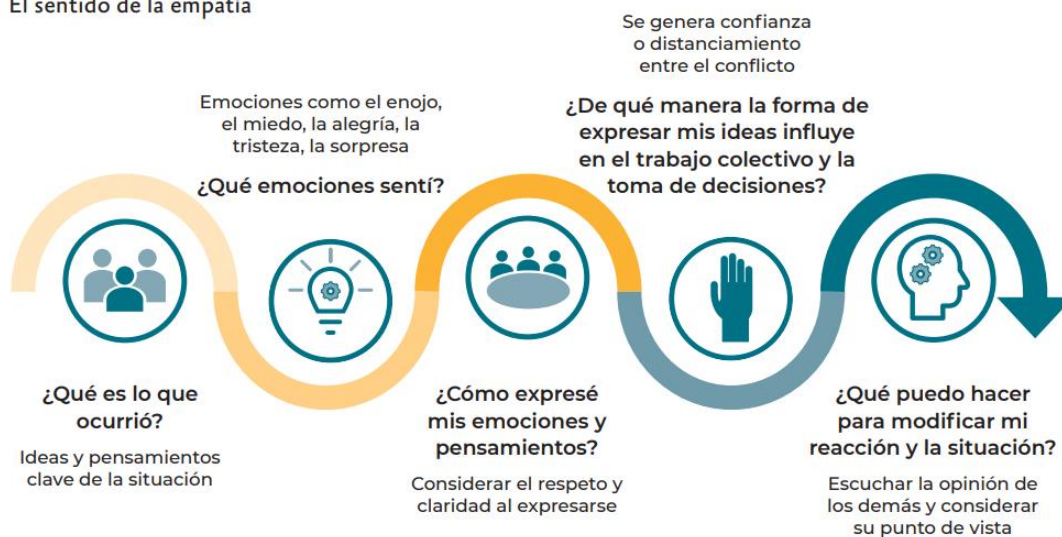 El sentido de la empatía
¿Qué es lo que
ocurrió?
Ideas y pensamientos
clave de la situación
Emociones como el enojo,
el miedo, la alegría, la
tristeza, la sorpresa
¿Qué emociones sentí?
¿Cómo expresé
mis emociones y
pensamientos?
Considerar el respeto y
claridad al expresarse
Se genera confianza
o distanciamiento
entre el conflicto
¿De qué manera la forma de
expresar mis ideas influye
en el trabajo colectivo y la
toma de decisiones?
¿Qué puedo hacer
para modificar mi
reacción y la situación?
Escuchar la opinión de
los demás y considerar
su punto de vista